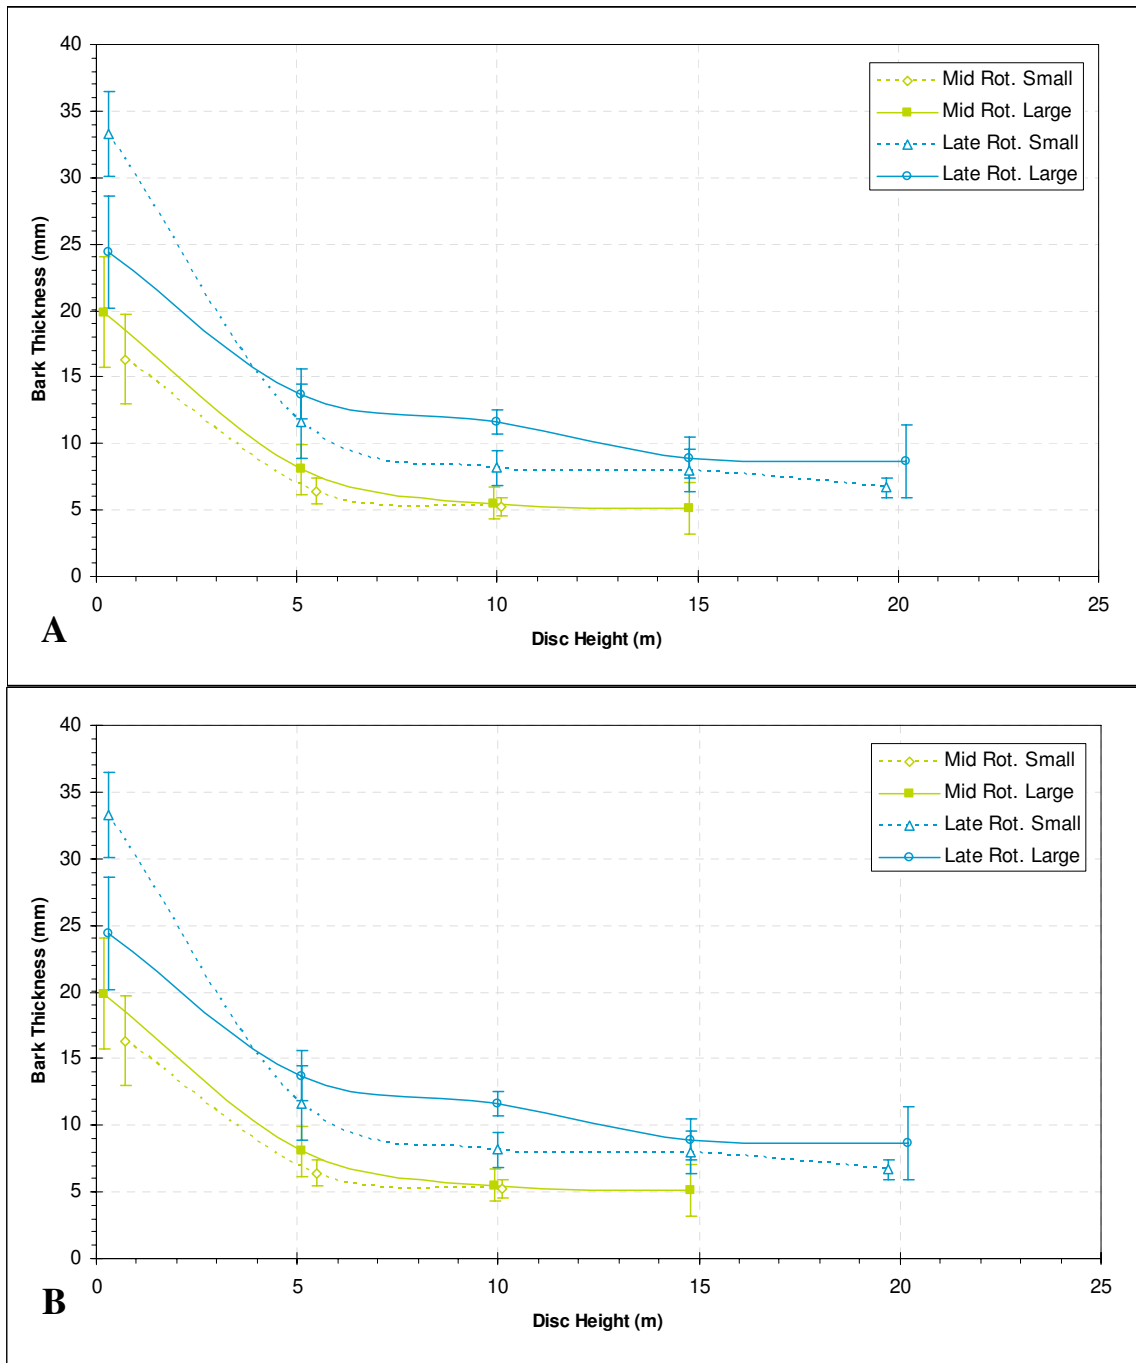 40
35
30
25
20
15
10
5
0
Bark Thickness (mm)
Mid Rot. Small
Mid Rot. Large
Late Rot. Small
Late Rot. Large
0 5 10 15 20 25
Disc Height (m)
A
40
35
30
25
20
15
10
5
0
Bark Thickness (mm)
Mid Rot. Small
Mid Rot. Large
Late Rot. Small
Late Rot. Large
0 5 10 15 20 25
Disc Height (m)
B